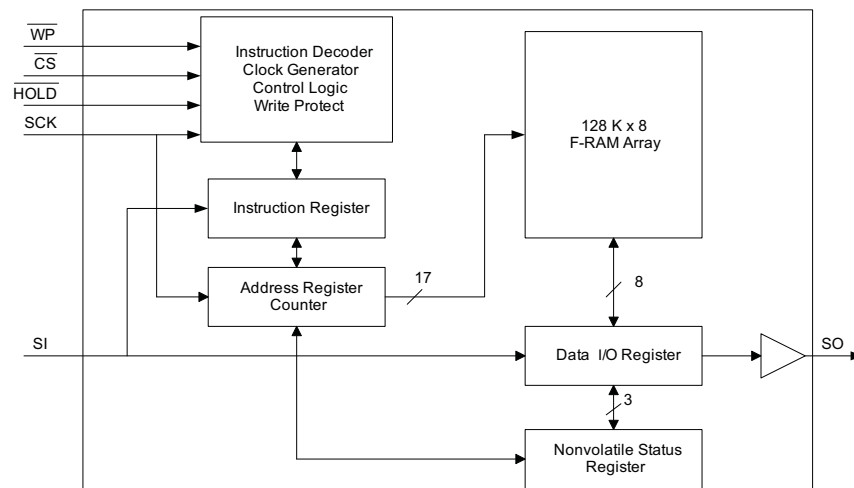 WP
CS
HOLD
SCK
Instruction Decoder
Clock Generator
Control Logic
Write Protect
128 K x 8
F-RAM Array
Instruction Register
Address Register
Counter
17
8
SI
Data I/O Register
SO
3
Nonvolatile Status
Register